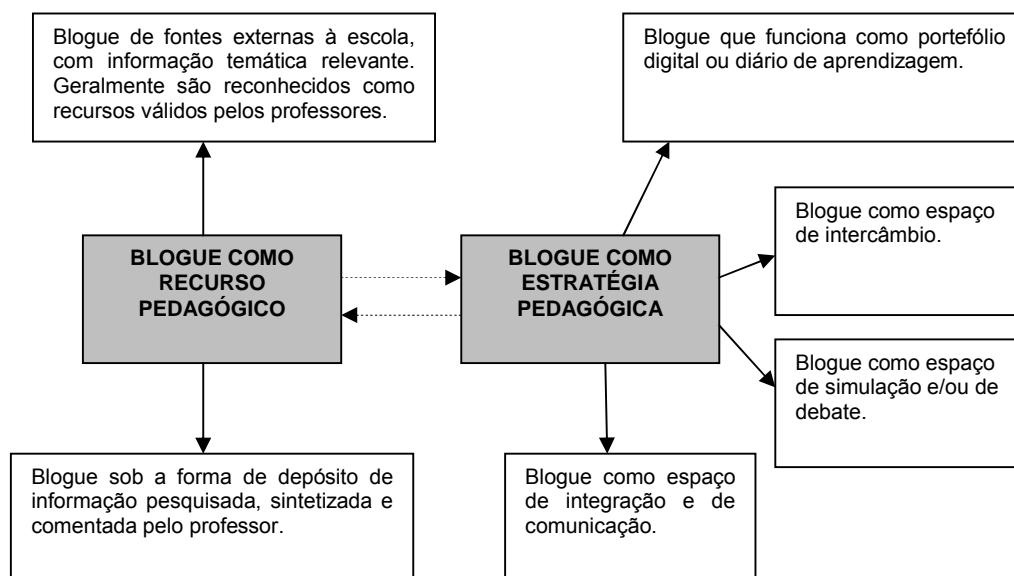 Blogue de fontes externas à escola,
com informação temática relevante.
Geralmente são reconhecidos como
recursos válidos pelos professores.
Blogue que funciona como portefólio
digital ou diário de aprendizagem.
Blogue como espaço
de intercâmbio.
BLOGUE COMO
RECURSO
PEDAGÓGICO
BLOGUE COMO
ESTRATÉGIA
PEDAGÓGICA
Blogue como espaço
de simulação e/ou de
debate.
Blogue sob a forma de depósito de
informação pesquisada, sintetizada e
comentada pelo professor.
Blogue como espaço
de integração e de
comunicação.